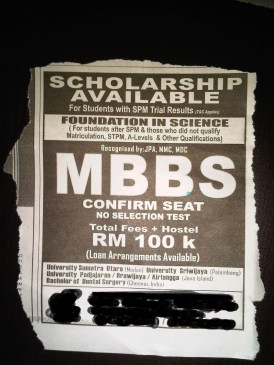 SCHOLARSHIP
AVAILABLE
For Students with SPM Trial Results (T&C Applies)
FOUNDATION IN SCIENCE
( For students after SPM & those who did not qualify
Matriculation, STPM, A-Levels & Other Qualifications)
Recognised by: JPA, MMC, MDC
MBBS
CONFIRM SEAT
NO SELECTION TEST
Total Fees + Hostel
RM 100 k
(Loan Arrangements Available)
University Sumatra Utara (Medan) University Sriwijaya (Palembang)
University Padjajaran / Brawijaya / Airlangga (Java Island)
Bachelor of Dental Surgery (Chennai, India)